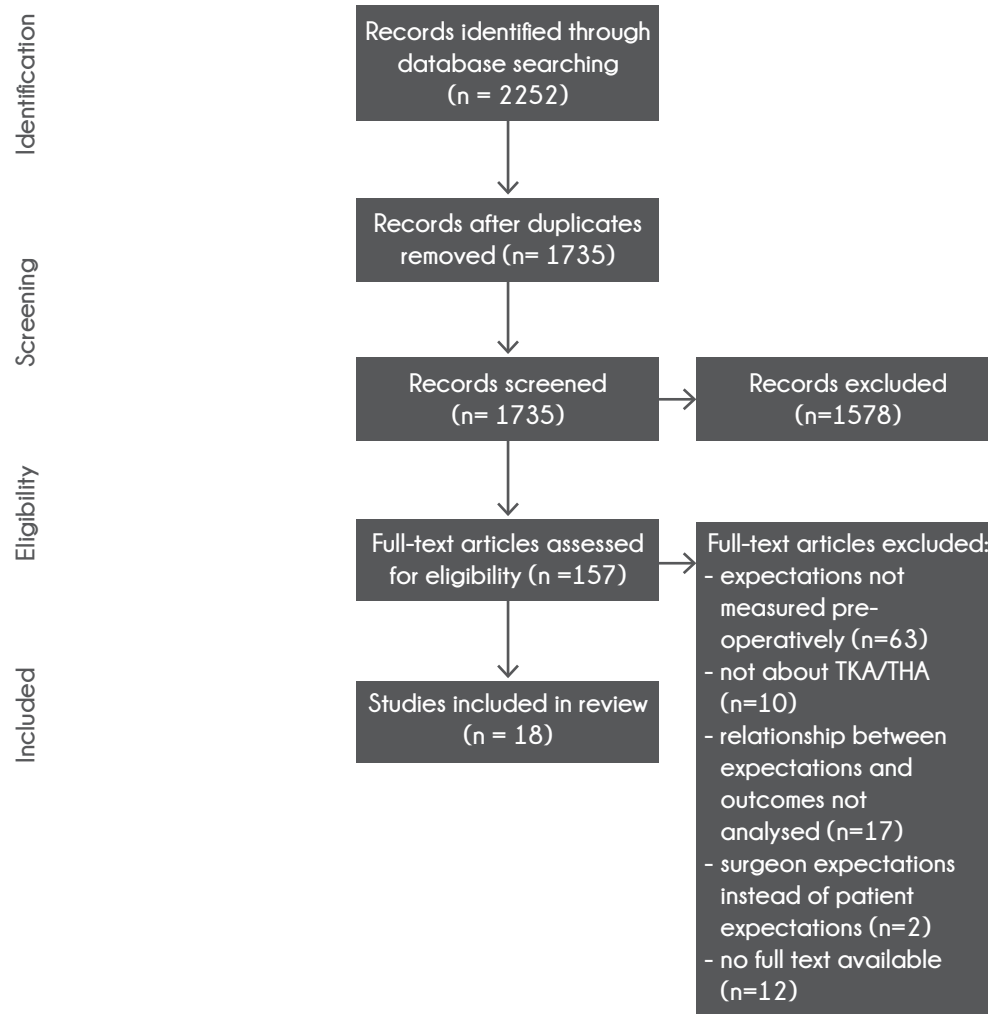 Identification
Records identified through
database searching
(n = 2252)
Records after duplicates
removed (n= 1735)
Screening
Records screened
(n= 1735)
Records excluded
(n=1578)
Eligibility
Full-text articles assessed
for eligibility (n =157)
Full-text articles excluded:
- expectations not
measured pre-
operatively (n=63)
- not about TKA/THA
(n=10)
- relationship between
expectations and
outcomes not
analysed (n=17)
- surgeon expectations
instead of patient
expectations (n=2)
- no full text available
(n=12)
Included
Studies included in review
(n = 18)